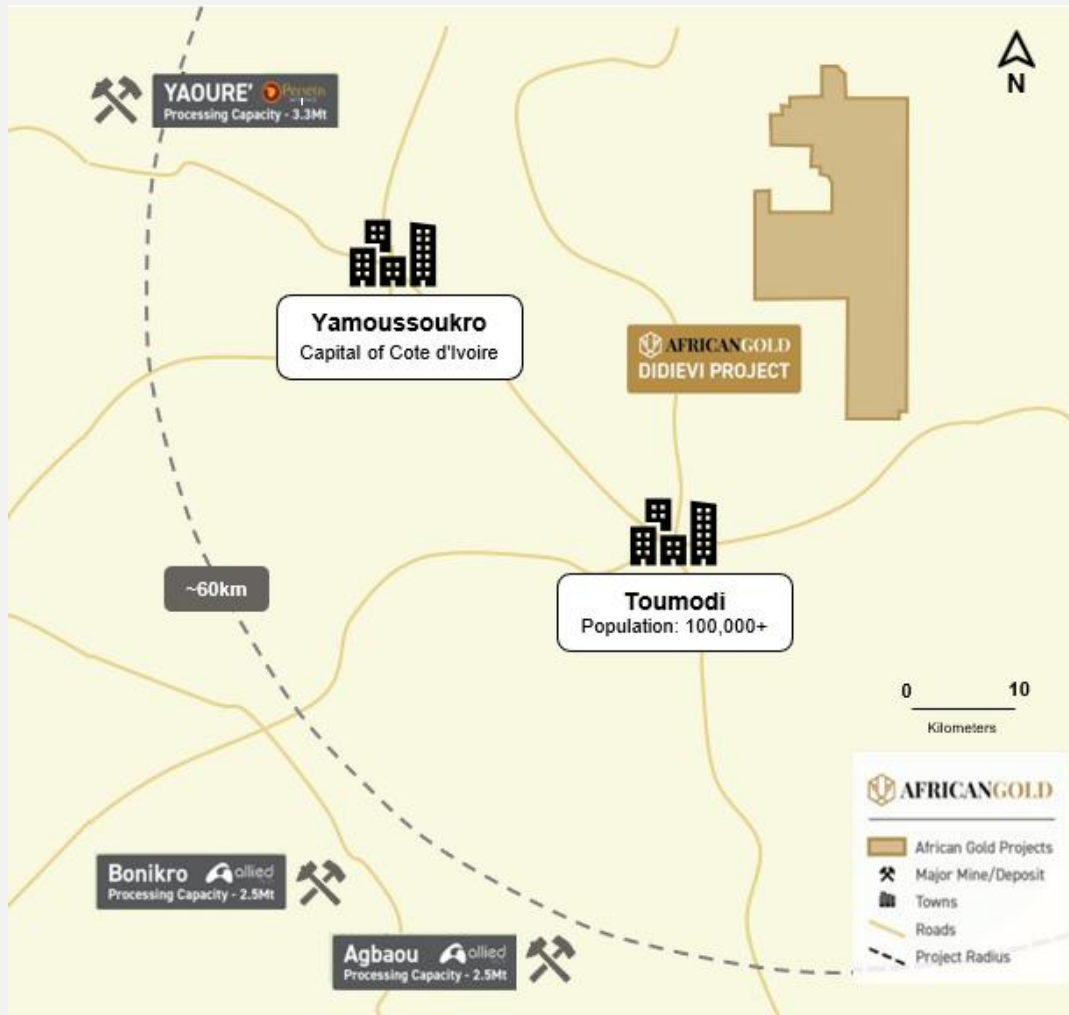 N
YAOURE' Perseus
Processing Capacity - 3.3Mt
Yamoussoukro
Capital of Cote d'Ivoire
AFRICANGOLD
DIDIEVI PROJECT
~60km
Toumodi
Population: 100,000+
0 10
Kilometers
Bonikro allied
Processing Capacity - 2.5Mt
Agbaou allied
Processing Capacity - 2.5Mt
AFRICANGOLD
African Gold Projects
Major Mine/Deposit
Towns
Roads
Project Radius